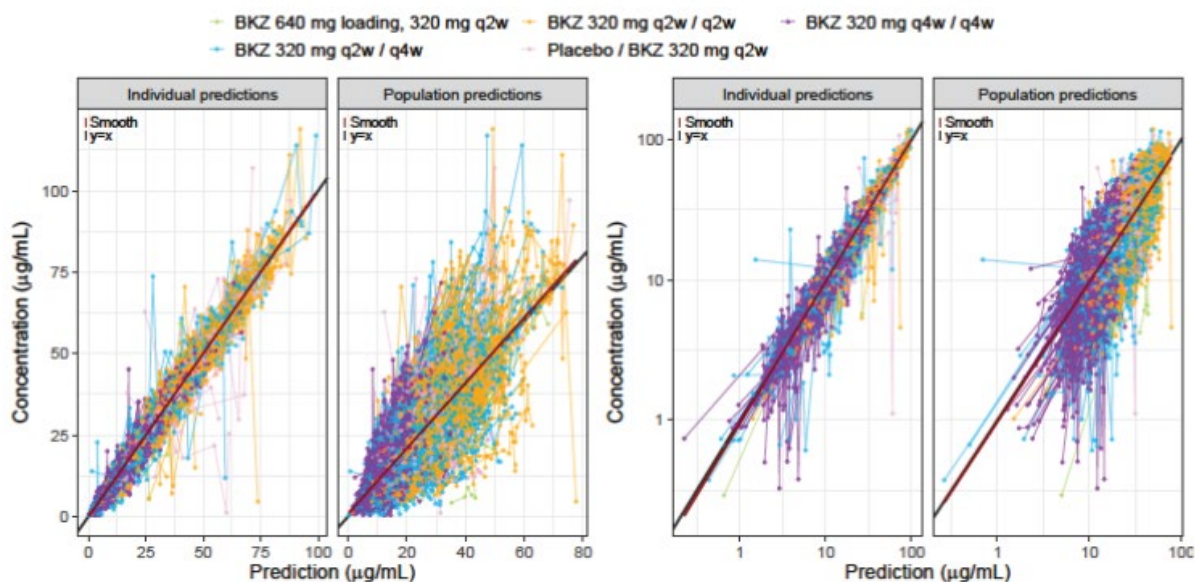 BKZ 640 mg loading, 320 mg q2w BKZ 320 mg q2w / q2w BKZ 320 mg q4w / q4w
BKZ 320 mg q2w / q4w Placebo / BKZ 320 mg q2w
Individual predictions Population predictions Individual predictions Population predictions
Smooth Smooth Smooth Smooth
y=x y=x y=x y=x
Concentration (µg/mL)
100
75
50
25
0
0 25 50 75 100
0 20 40 60 80
Prediction (µg/mL)
Concentration (µg/mL)
100
10
1
1 10 100
1 10 100
Prediction (µg/mL)